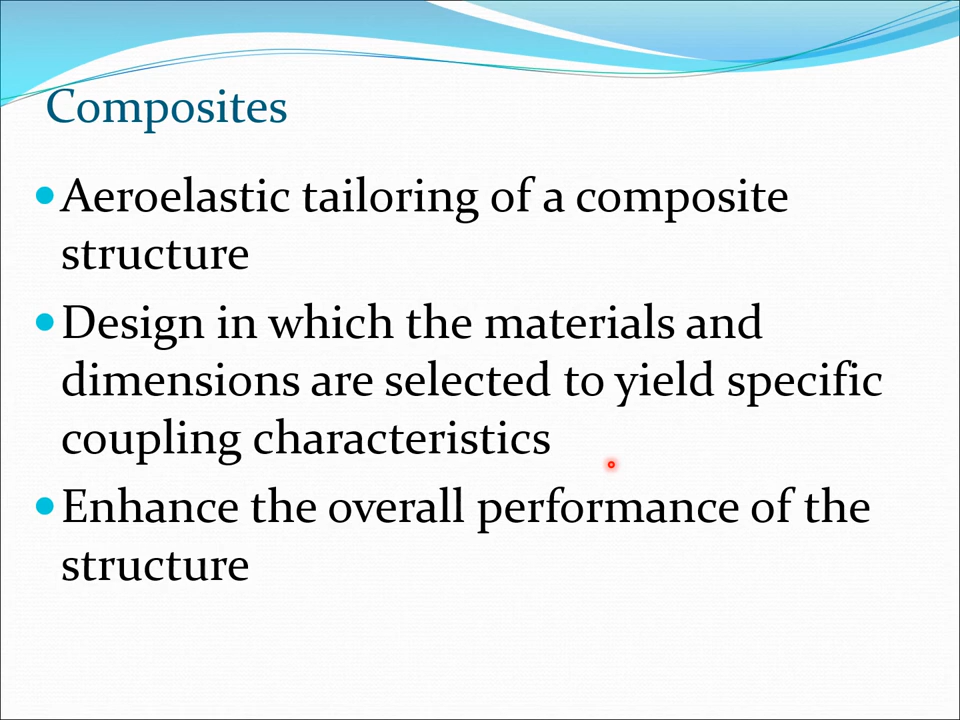 Composites
Aeroelastic tailoring of a composite
structure
Design in which the materials and
dimensions are selected to yield specific
coupling characteristics
Enhance the overall performance of the
structure